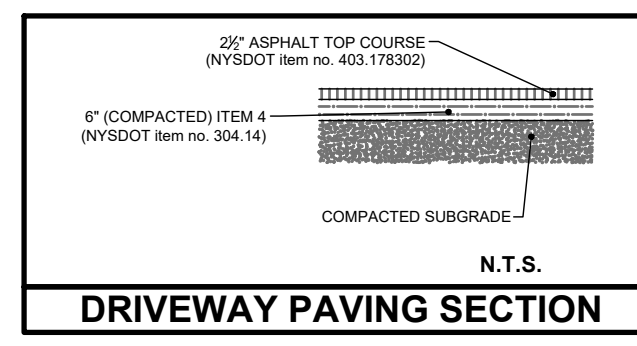 2½" ASPHALT TOP COURSE
(NYSDOT item no. 403.178302)
6" (COMPACTED) ITEM 4
(NYSDOT item no. 304.14)
COMPACTED SUBGRADE
N.T.S.
DRIVEWAY PAVING SECTION